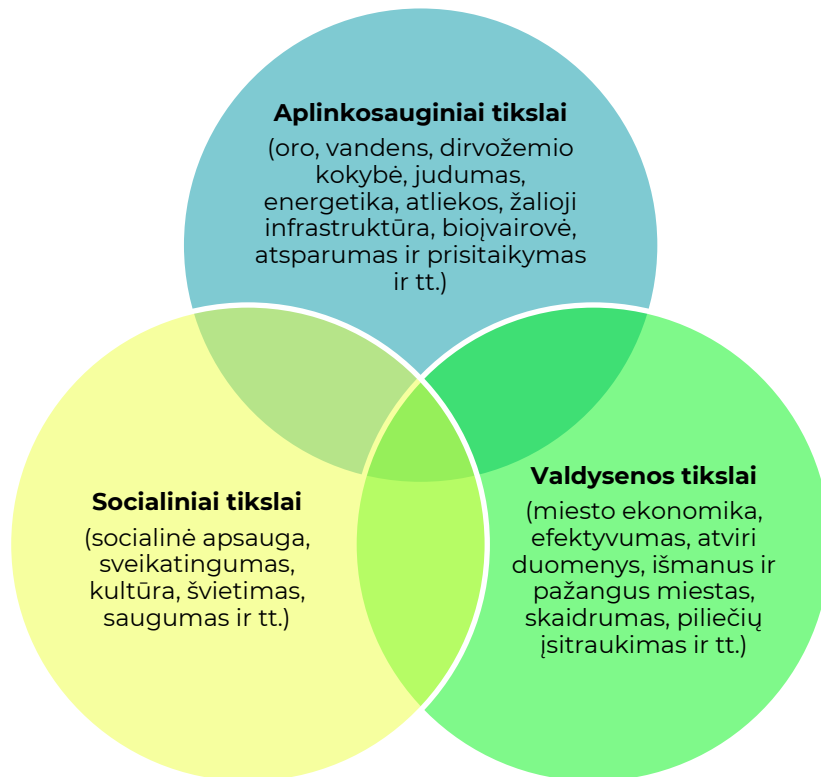 Aplinkosauginiai tikslai
(oro, vandens, dirvožemio
kokybė, judumas,
energetika, atliekos, žalioji
infrastruktūra, bioįvairovė,
atsparumas ir prisitaikymas
ir tt.)
Socialiniai tikslai
(socialinė apsauga,
sveikatingumas,
kultūra, švietimas,
saugumas ir tt.)
Valdysenos tikslai
(miesto ekonomika,
efektyvumas, atviri
duomenys, išmanus ir
pažangus miestas,
skaidrumas, piliečių
įsitraukimas ir tt.)